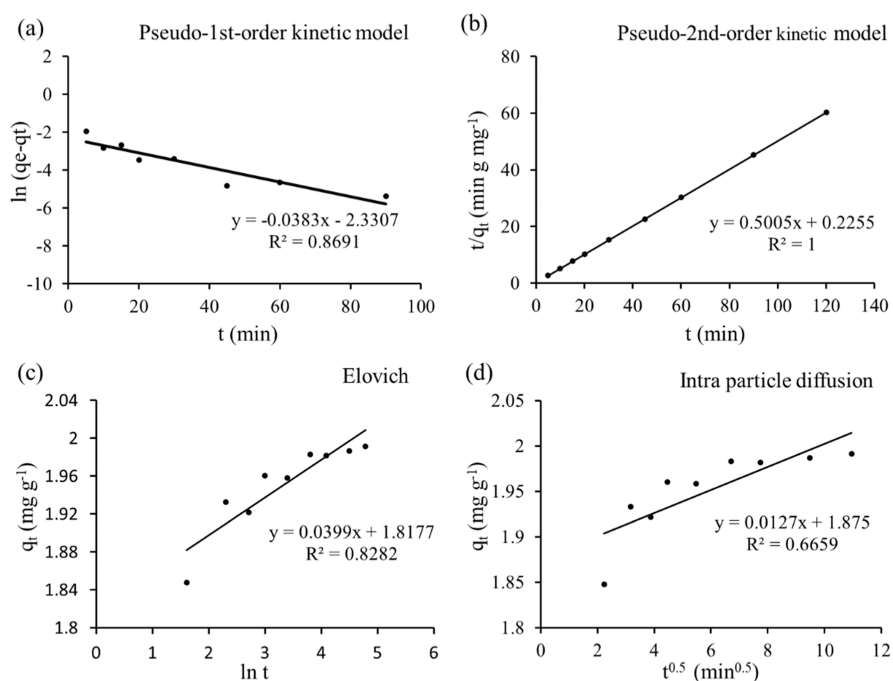 (a)
Pseudo-1st-order kinetic model
2
0
-2
-4
-6
-8
-10
ln (qe-qt)
y = -0.0383x - 2.3307
R² = 0.8691
0 20 40 60 80 100
t (min)
(b)
Pseudo-2nd-order kinetic model
60
40
20
0
t/qt (min g mg-1)
y = 0.5005x + 0.2255
R² = 1
0 20 40 60 80 100 120 140
t (min)
(c)
Elovich
2.04
2
1.96
1.92
1.88
1.84
1.8
qt (mg g-1)
y = 0.0399x + 1.8177
R² = 0.8282
0 1 2 3 4 5 6
ln t
(d)
Intra particle diffusion
2.05
2
1.95
1.9
1.85
1.8
qt (mg g-1)
y = 0.0127x + 1.875
R² = 0.6659
0 2 4 6 8 10 12
t0.5 (min0.5)